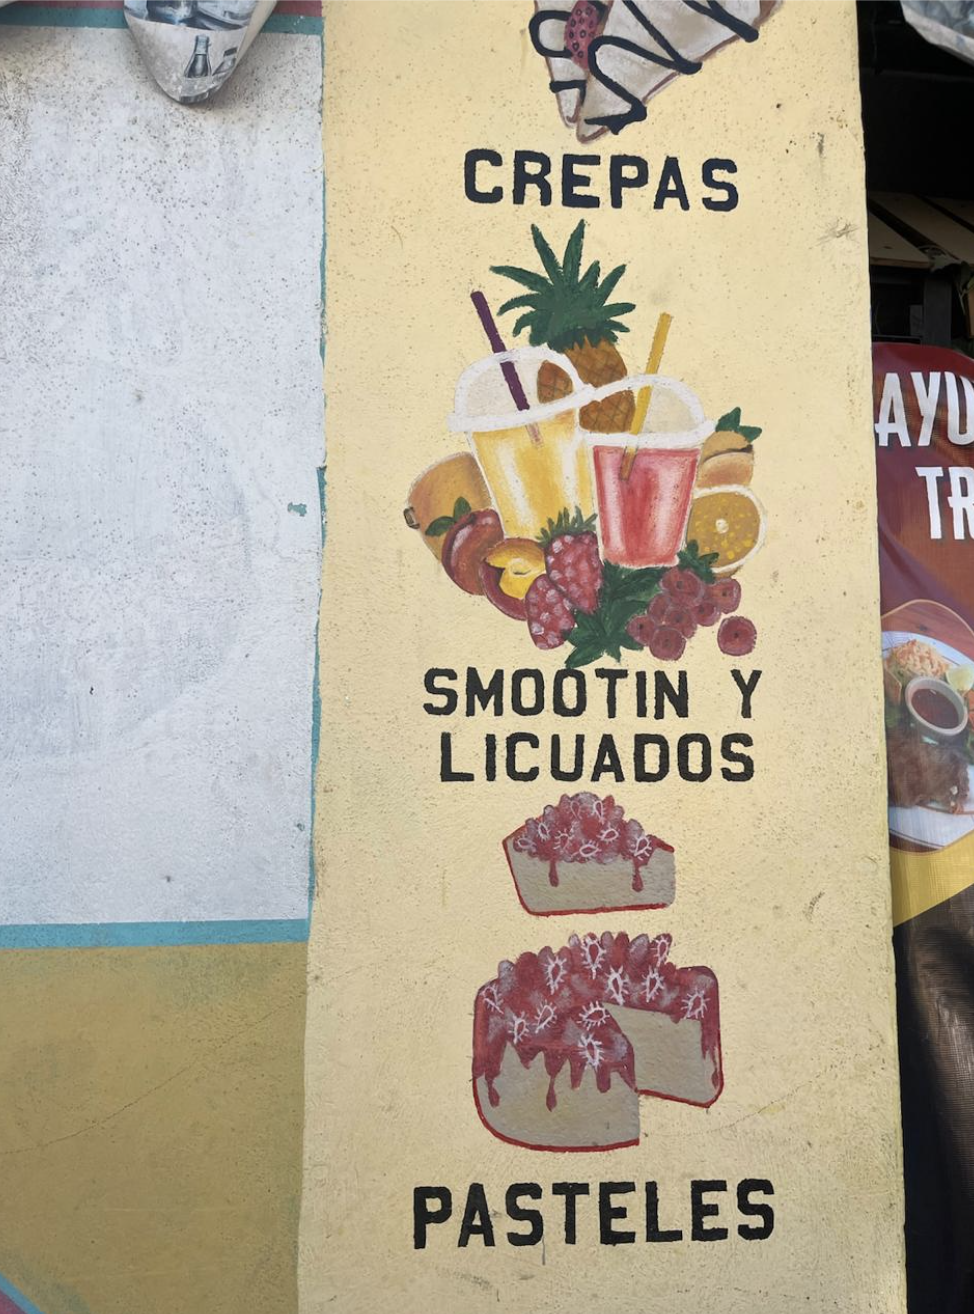 CREPAS
SMOOTIN Y
LICUADOS
PASTELES